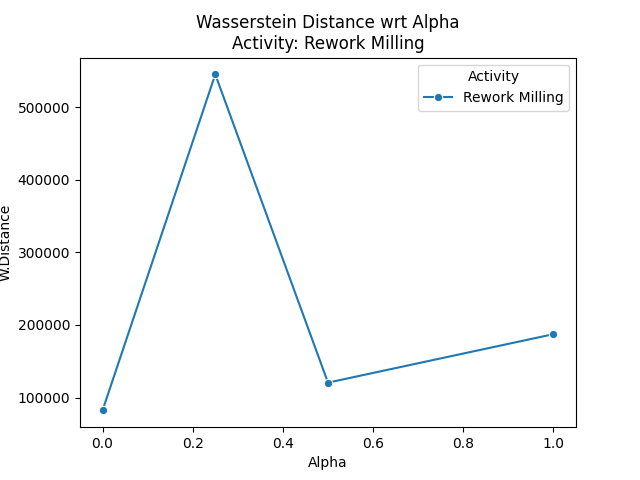 Wasserstein Distance wrt Alpha
Activity: Rework Milling
Activity
Rework Milling
500000
400000
300000
200000
100000
W.Distance
0.0 0.2 0.4 0.6 0.8 1.0
Alpha